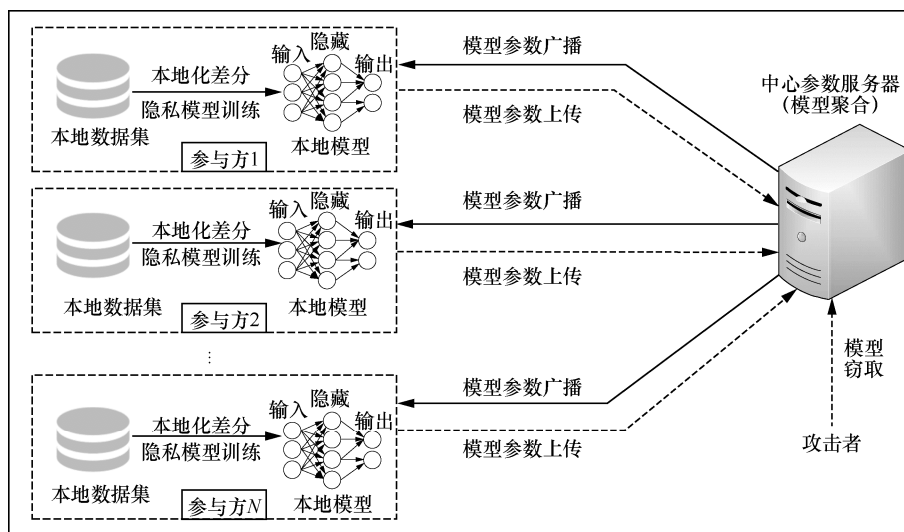 模型参数广播
模型参数上传
中心参数服务器
(模型聚合)
输入
隐藏
输出
本地化差分
隐私模型训练
本地数据集
本地模型
参与方1
模型参数广播
模型参数上传
输入
隐藏
输出
本地化差分
隐私模型训练
本地数据集
本地模型
参与方2
...
模型参数广播
模型参数上传
输入
隐藏
输出
本地化差分
隐私模型训练
本地数据集
本地模型
参与方N
模型
窃取
攻击者